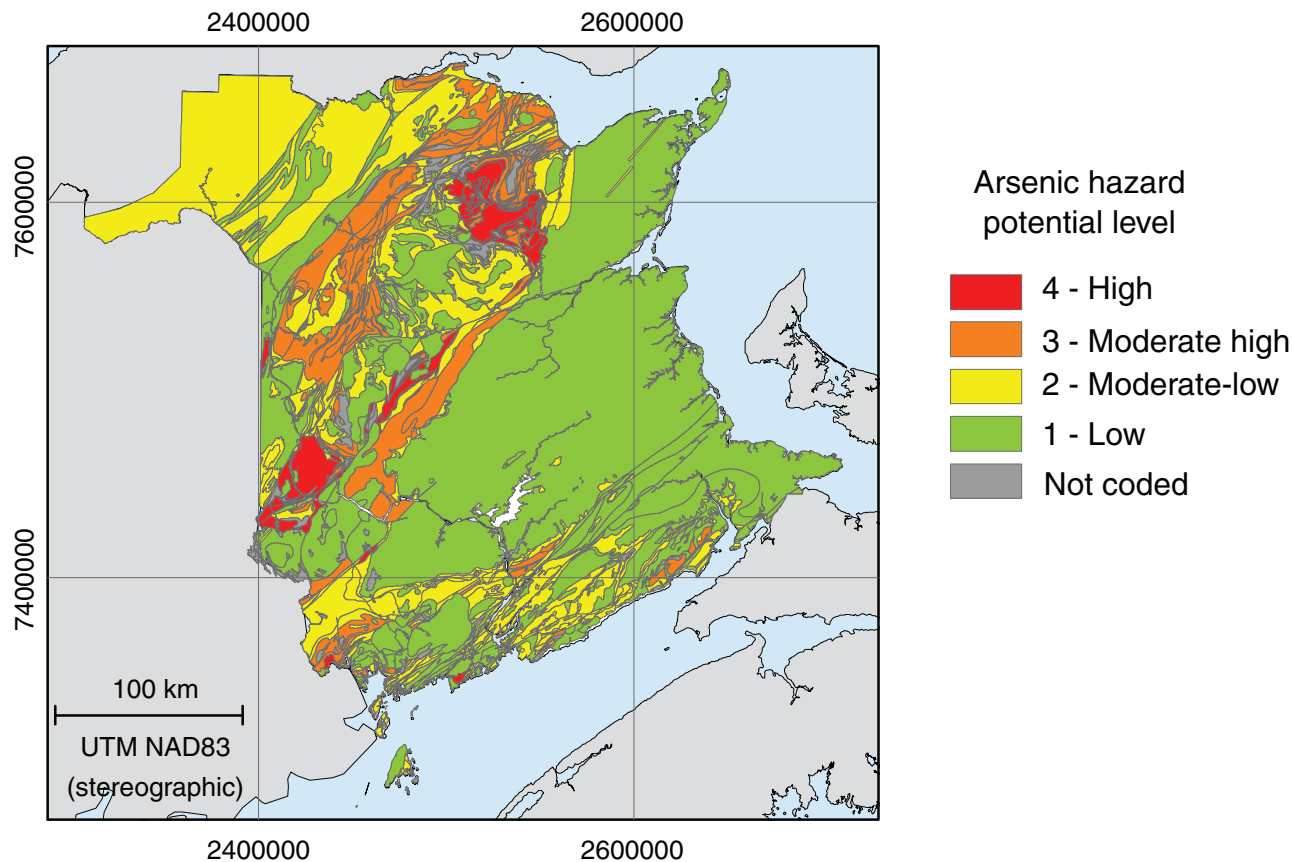 2400000 2600000
7600000
7400000
100 km
UTM NAD83
(stereographic)
2400000 2600000
Arsenic hazard
potential level
4 - High
3 - Moderate high
2 - Moderate-low
1 - Low
Not coded